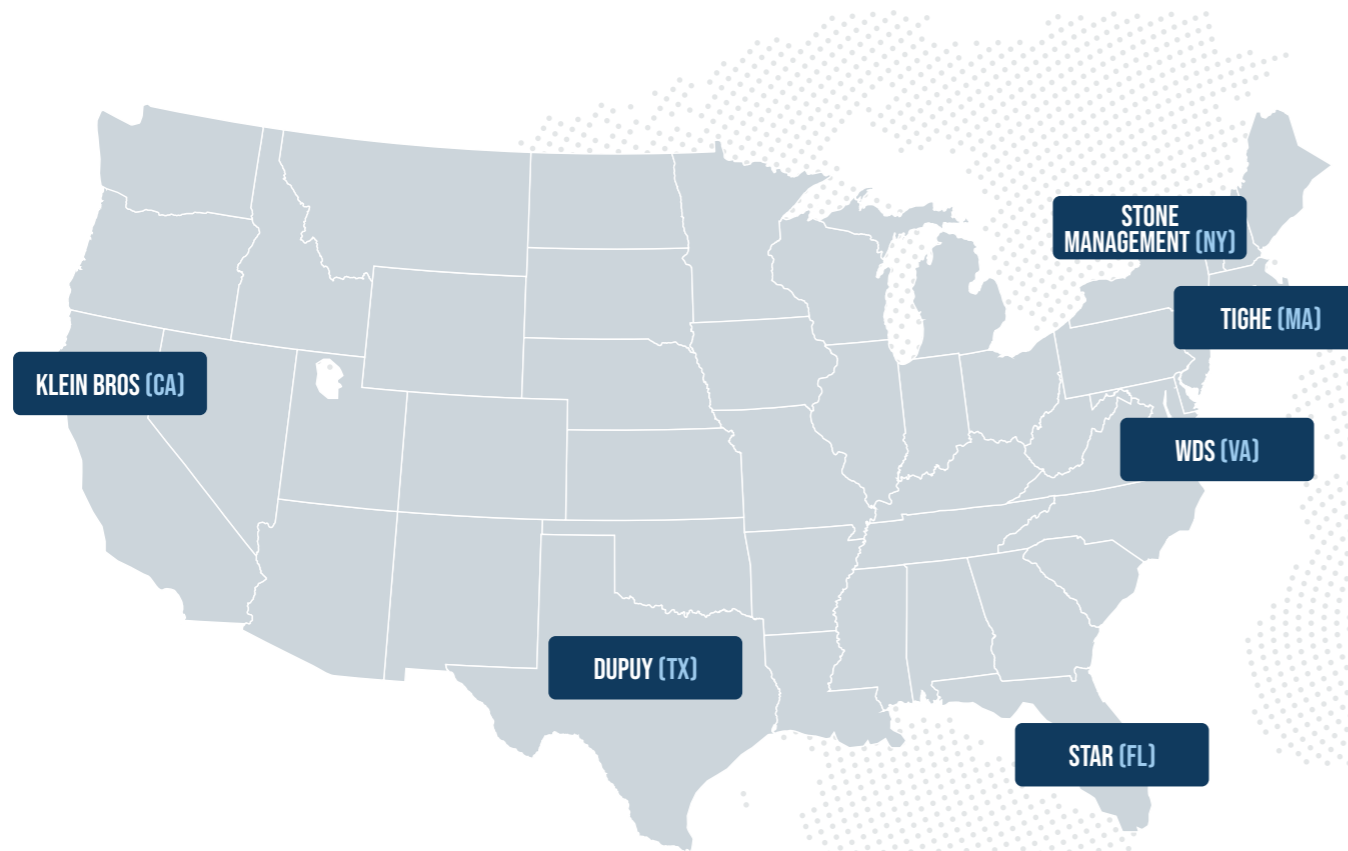 STONE
MANAGEMENT (NY)
TIGHE (MA)
KLEIN BROS (CA)
WDS (VA)
DUPUY (TX)
STAR (FL)